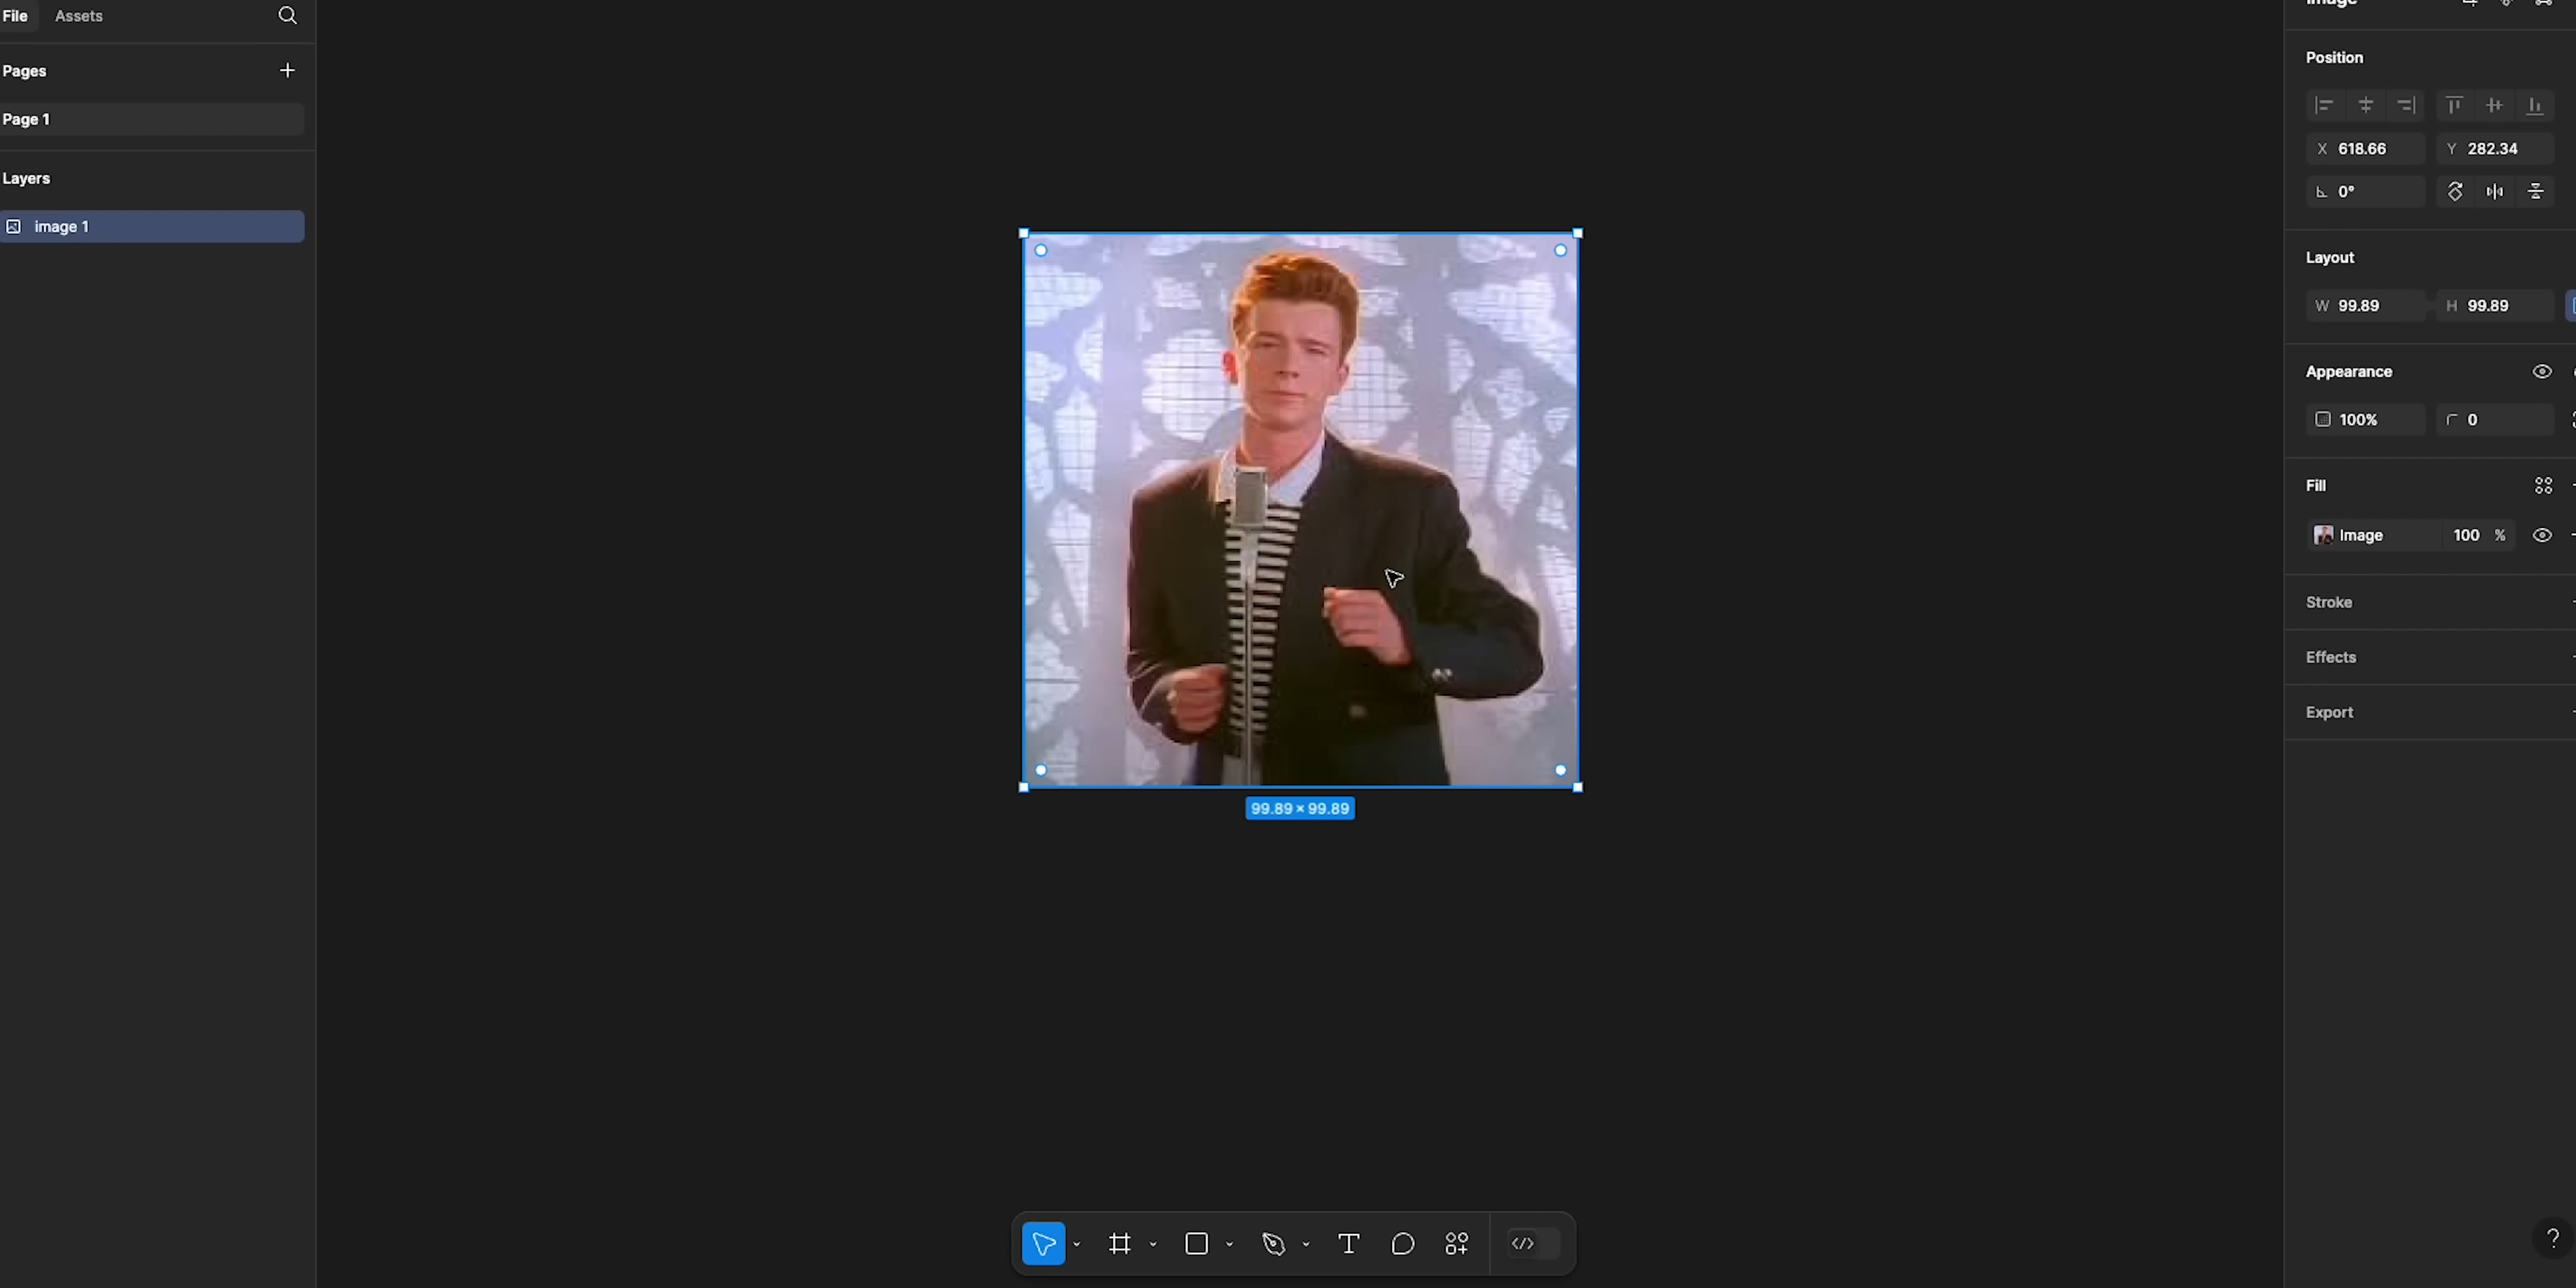 File Assets
Pages
Page 1
Layers
image 1
99.89 × 99.89
Position
X 618.66 Y 282.34
0°
Layout
W 99.89 H 99.89
Appearance
100% 0
Fill
Image 100 %
Stroke
Effects
Export
?